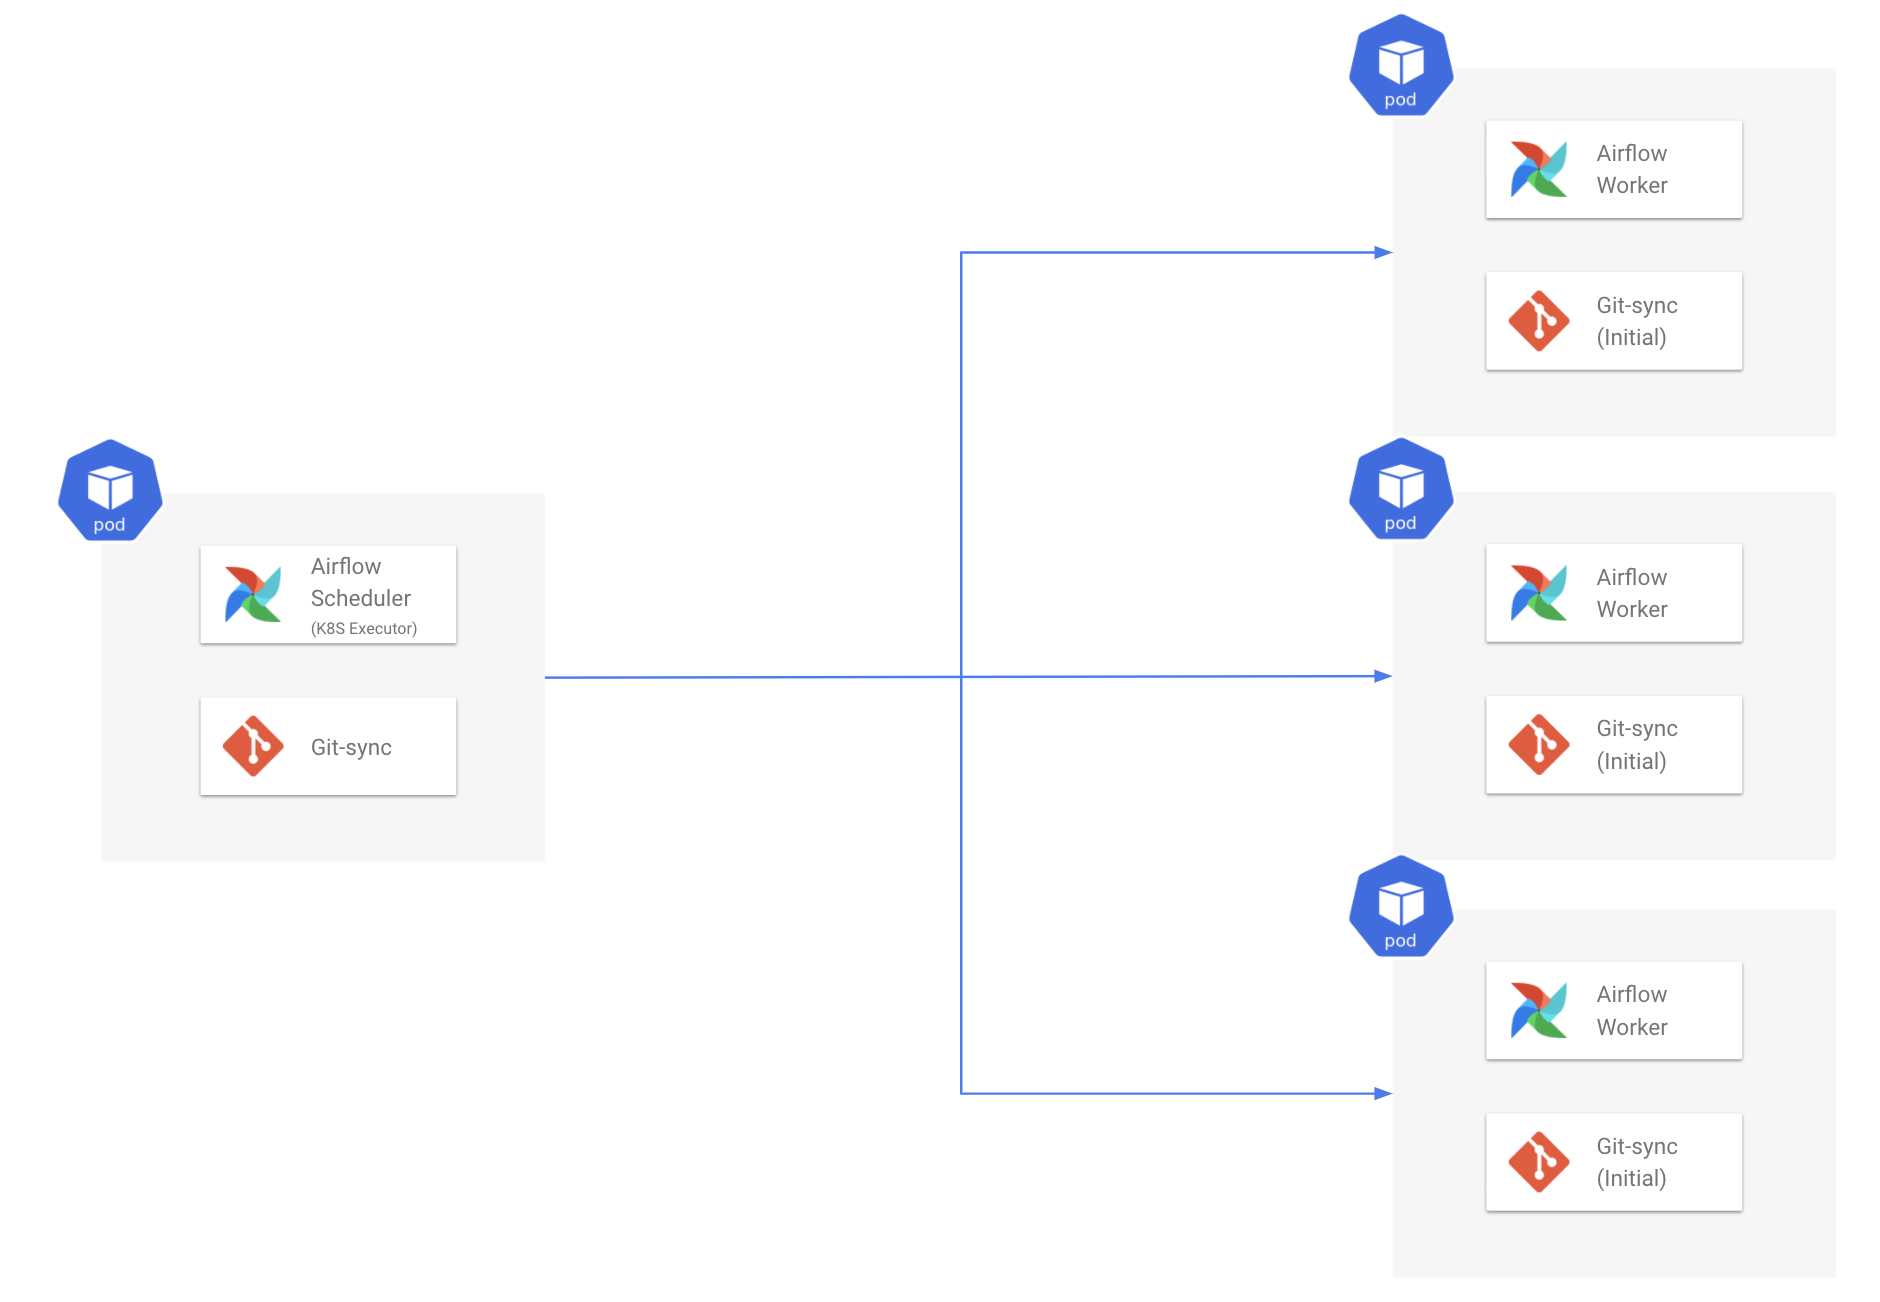 pod
Airflow
Scheduler
(K8S Executor)
Git-sync
pod
Airflow
Worker
Git-sync
(Initial)
pod
Airflow
Worker
Git-sync
(Initial)
pod
Airflow
Worker
Git-sync
(Initial)